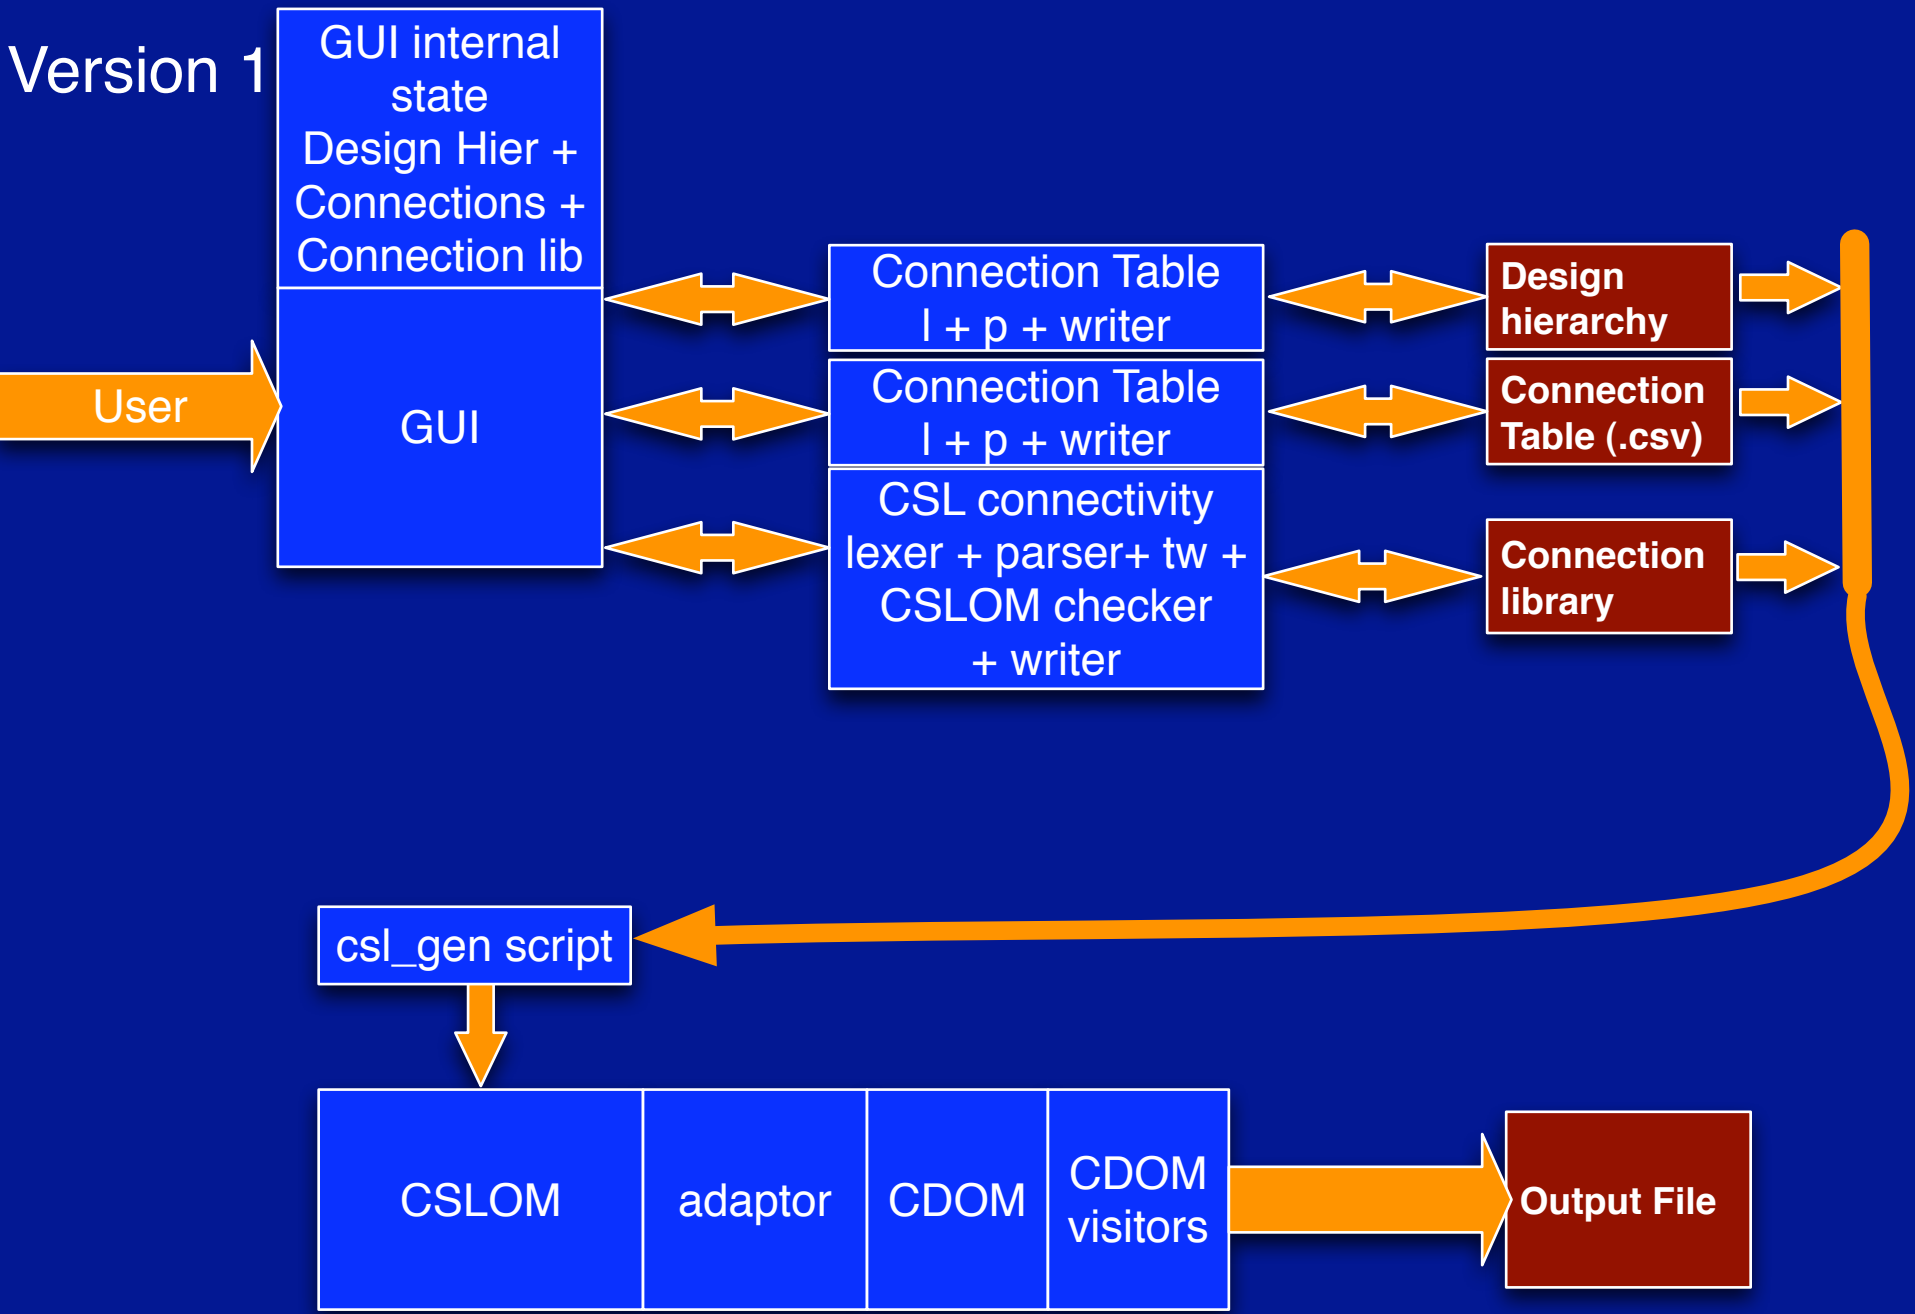 Version 1
GUI internal
state
Design Hier +
Connections +
Connection lib
User
GUI
Connection Table
l + p + writer
Connection Table
l + p + writer
CSL connectivity
lexer + parser+ tw +
CSLOM checker
+ writer
Design
hierarchy
Connection
Table (.csv)
Connection
library
csl_gen script
CSLOM
adaptor
CDOM
CDOM
visitors
Output File